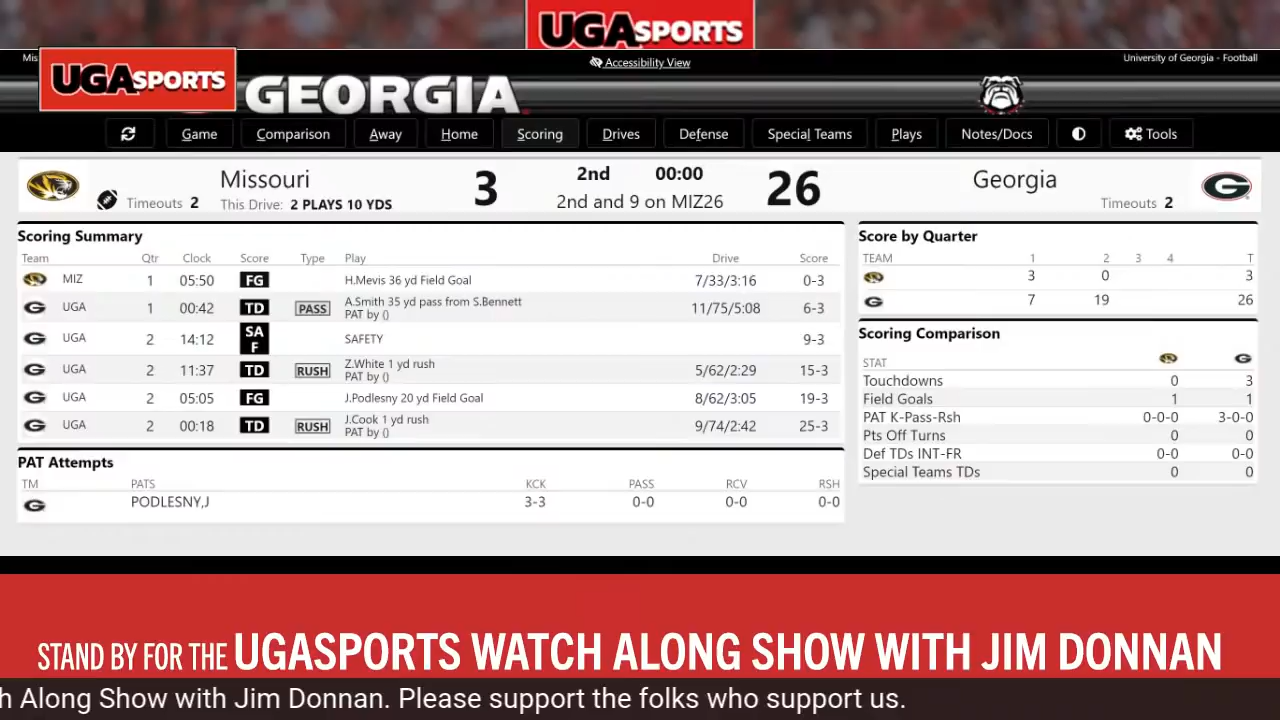 UGASPORTS
Mis
Accessibility View
University of Georgia - Football
UGASPORTS
GEORGIA
Game Comparison Away Home Scoring Drives Defense Special Teams Plays Notes/Docs Tools
Missouri 3 2nd 00:00 26 Georgia
Timeouts 2 This Drive: 2 PLAYS 10 YDS 2nd and 9 on MIZ26 Timeouts 2
Scoring Summary
Team Qtr Clock Score Type Play Drive Score
MIZ 1 05:50 FG H.Mevis 36 yd Field Goal 7/33/3:16 0-3
UGA 1 00:42 TD PASS A.Smith 35 yd pass from S.Bennett 11/75/5:08 6-3
PAT by ()
UGA 2 14:12 SA SAFETY 9-3
F
UGA 2 11:37 TD RUSH Z.White 1 yd rush 5/62/2:29 15-3
PAT by ()
UGA 2 05:05 FG J.Podlesny 20 yd Field Goal 8/62/3:05 19-3
UGA 2 00:18 TD RUSH J.Cook 1 yd rush 9/74/2:42 25-3
PAT by ()
PAT Attempts
TM PATS KCK PASS RCV RSH
PODLESNY,J 3-3 0-0 0-0 0-0
Score by Quarter
TEAM 1 2 3 4 T
3 0 3
7 19 26
Scoring Comparison
STAT
Touchdowns 0 3
Field Goals 1 1
PAT K-Pass-Rsh 0-0-0 3-0-0
Pts Off Turns 0 0
Def TDs INT-FR 0-0 0-0
Special Teams TDs 0 0
STAND BY FOR THE UGASPORTS WATCH ALONG SHOW WITH JIM DONNAN
h Along Show with Jim Donnan. Please support the folks who support us.